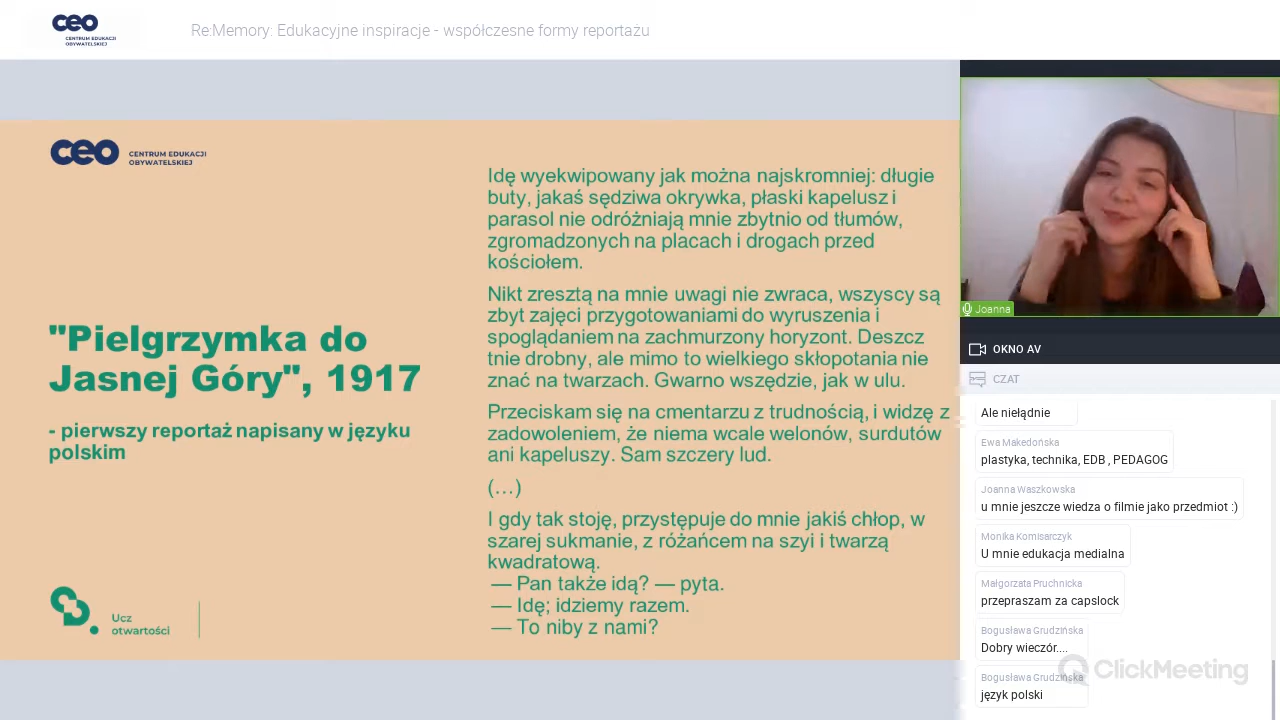 ceo
CENTRUM EDUKACJI
OBYWATELSKIEJ
Re:Memory: Edukacyjne inspiracje - współczesne formy reportażu
ceo
CENTRUM EDUKACJI
OBYWATELSKIEJ
"Pielgrzymka do
Jasnej Góry", 1917
- pierwszy reportaż napisany w języku
polskim
Ucz
otwartości
Idę wyekwipowany jak można najskromniej: długie
buty, jakaś sędziwa okrywka, płaski kapelusz i
parasol nie odróżniają mnie zbytnio od tłumów,
zgromadzonych na placach i drogach przed
kościołem.
Nikt zresztą na mnie uwagi nie zwraca, wszyscy są
zbyt zajęci przygotowaniami do wyruszenia i
spoglądaniem na zachmurzony horyzont. Deszcz
tnie drobny, ale mimo to wielkiego skłopotania nie
znać na twarzach. Gwarno wszędzie, jak w ulu.
Przeciskam się na cmentarzu z trudnością, i widzę z
zadowoleniem, że niema wcale welonów, surdutów
ani kapeluszy. Sam szczery lud.
(…)
I gdy tak stoję, przystępuje do mnie jakiś chłop, w
szarej sukmanie, z różańcem na szyi i twarzą
kwadratową.
— Pan także idą? — pyta.
— Idę; idziemy razem.
— To niby z nami?
Joanna
OKNO AV
CZAT
Ale nielądnie
Ewa Makedońska
plastyka, technika, EDB , PEDAGOG
Joanna Waszkowska
u mnie jeszcze wiedza o filmie jako przedmiot :)
Monika Komisarczyk
U mnie edukacja medialna
Małgorzata Pruchnicka
przepraszam za capslock
Bogusława Grudzińska
Dobry wieczór....
Bogusława Grudzińska
język polski
ClickMeeting